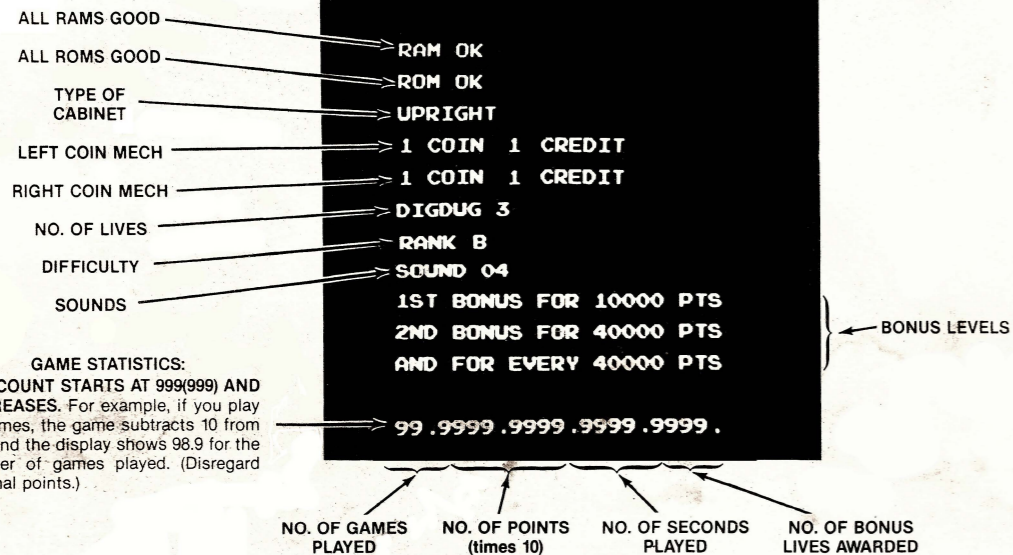 ALL RAMS GOOD
RAM OK
ALL ROMS GOOD
ROM OK
TYPE OF
CABINET
UPRIGHT
LEFT COIN MECH
1 COIN 1 CREDIT
RIGHT COIN MECH
1 COIN 1 CREDIT
NO. OF LIVES
DIGDUG 3
DIFFICULTY
RANK B
SOUNDS
SOUND 04
1ST BONUS FOR 10000 PTS
2ND BONUS FOR 40000 PTS
AND FOR EVERY 40000 PTS
BONUS LEVELS
GAME STATISTICS:
COUNT STARTS AT 999(999) AND
REASES. For example, if you play
mes, the game subtracts 10 from
nd the display shows 98.9 for the
er of games played. (Disregard
nal points.)
99.9999.9999.9999.9999.
NO. OF GAMES
PLAYED
NO. OF POINTS
(times 10)
NO. OF SECONDS
PLAYED
NO. OF BONUS
LIVES AWARDED